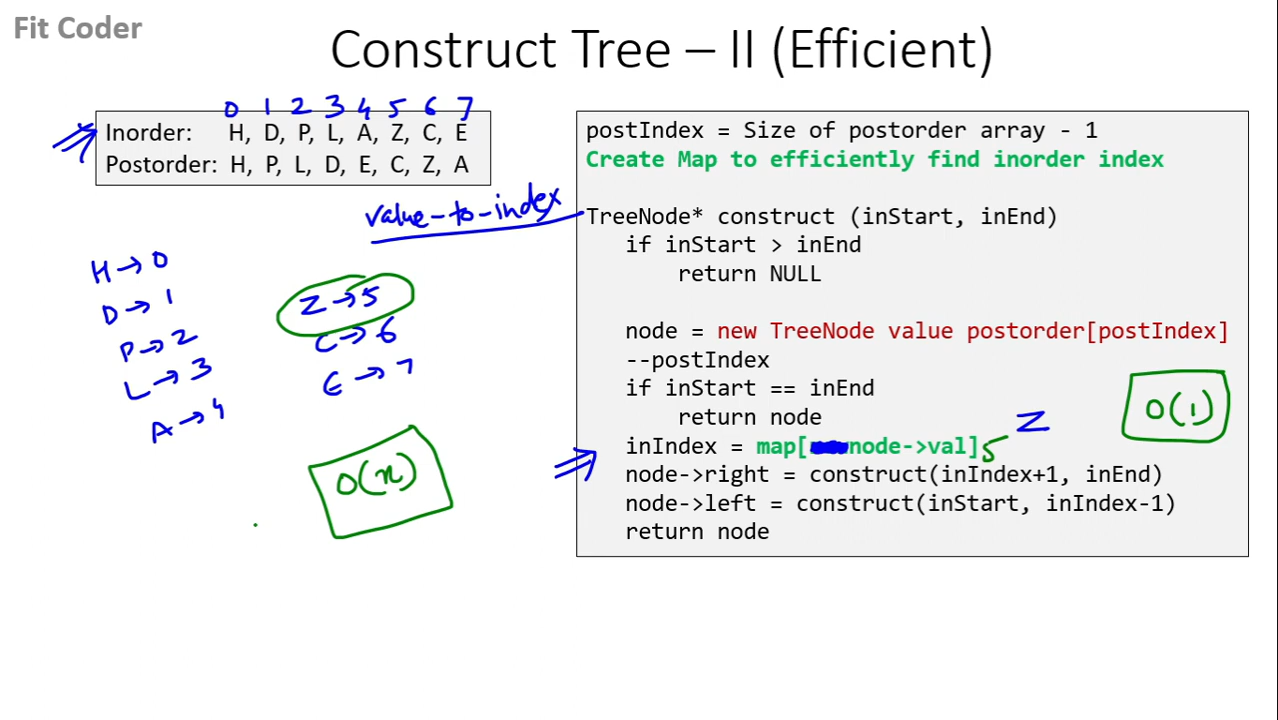 Fit Coder
Construct Tree – II (Efficient)
0 1 2 3 4 5 6 7
Inorder: H, D, P, L, A, Z, C, E
Postorder: H, P, L, D, E, C, Z, A
value-to-index
H→0
D→1
P→2
L→3
A→4
Z→5
C→6
E→7
O(n)
postIndex = Size of postorder array - 1
Create Map to efficiently find inorder index
TreeNode* construct (inStart, inEnd)
if inStart > inEnd
return NULL
node = new TreeNode value postorder[postIndex]
--postIndex
if inStart == inEnd
return node
inIndex = map[node->val] 5 Z
O(1)
node->right = construct(inIndex+1, inEnd)
node->left = construct(inStart, inIndex-1)
return node